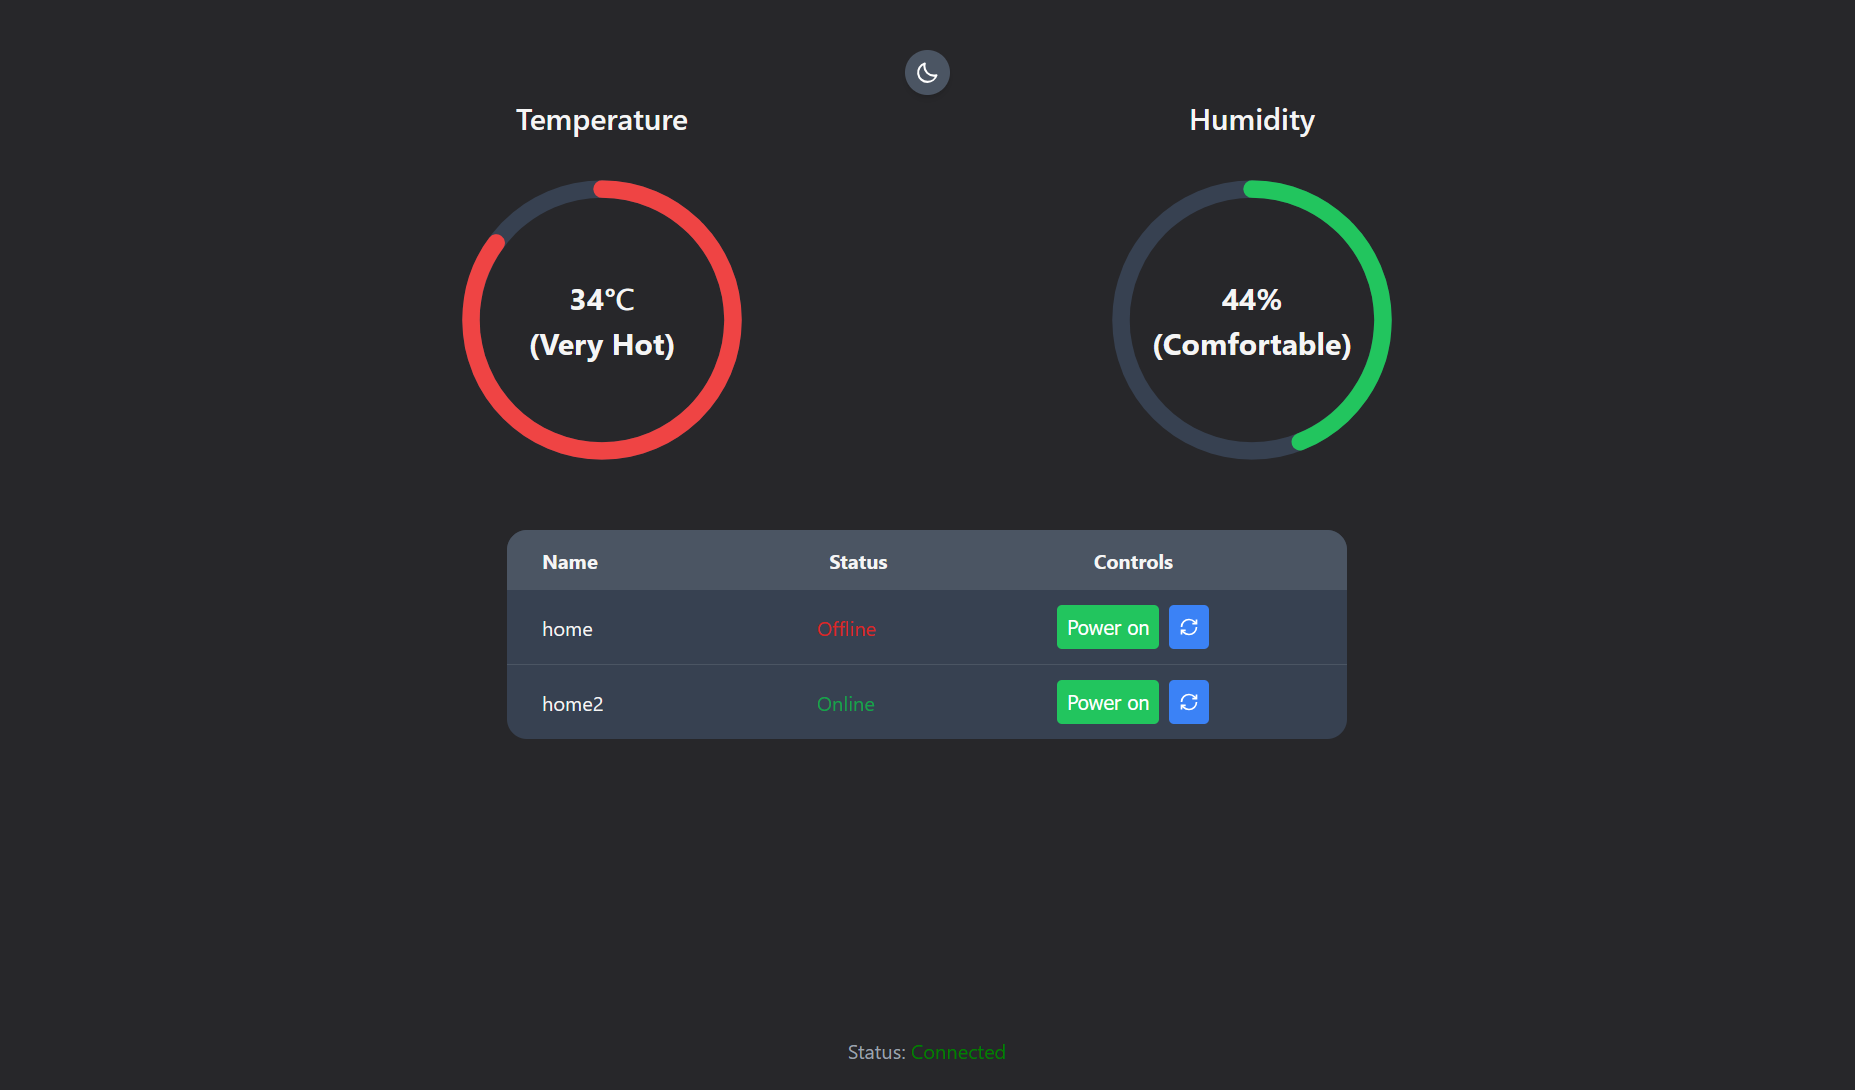 Temperature
Humidity
34°C
(Very Hot)
44%
(Comfortable)
Name Status Controls
home Offline Power on
home2 Online Power on
Status: Connected